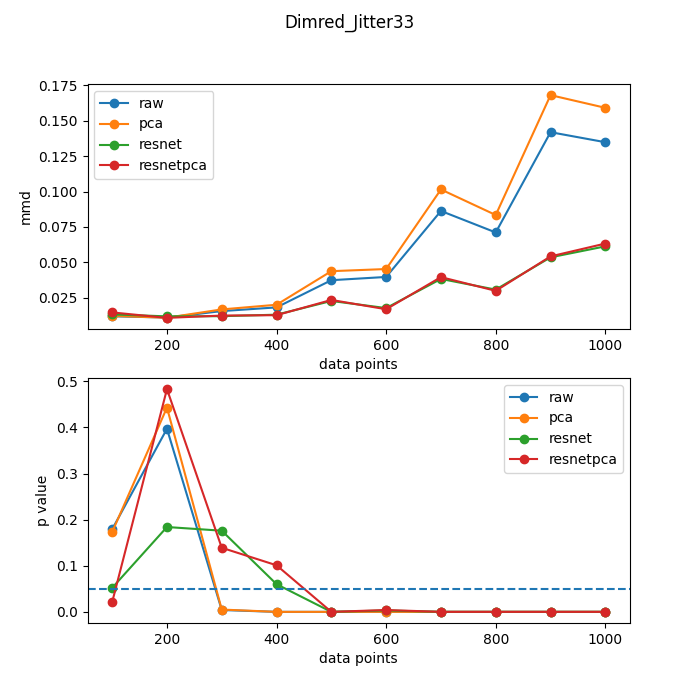 Dimred_Jitter33
0.175
0.150
0.125
0.100
0.075
0.050
0.025
mmd
raw
pca
resnet
resnetpca
200 400 600 800 1000
data points
0.5
0.4
0.3
0.2
0.1
0.0
p value
raw
pca
resnet
resnetpca
200 400 600 800 1000
data points